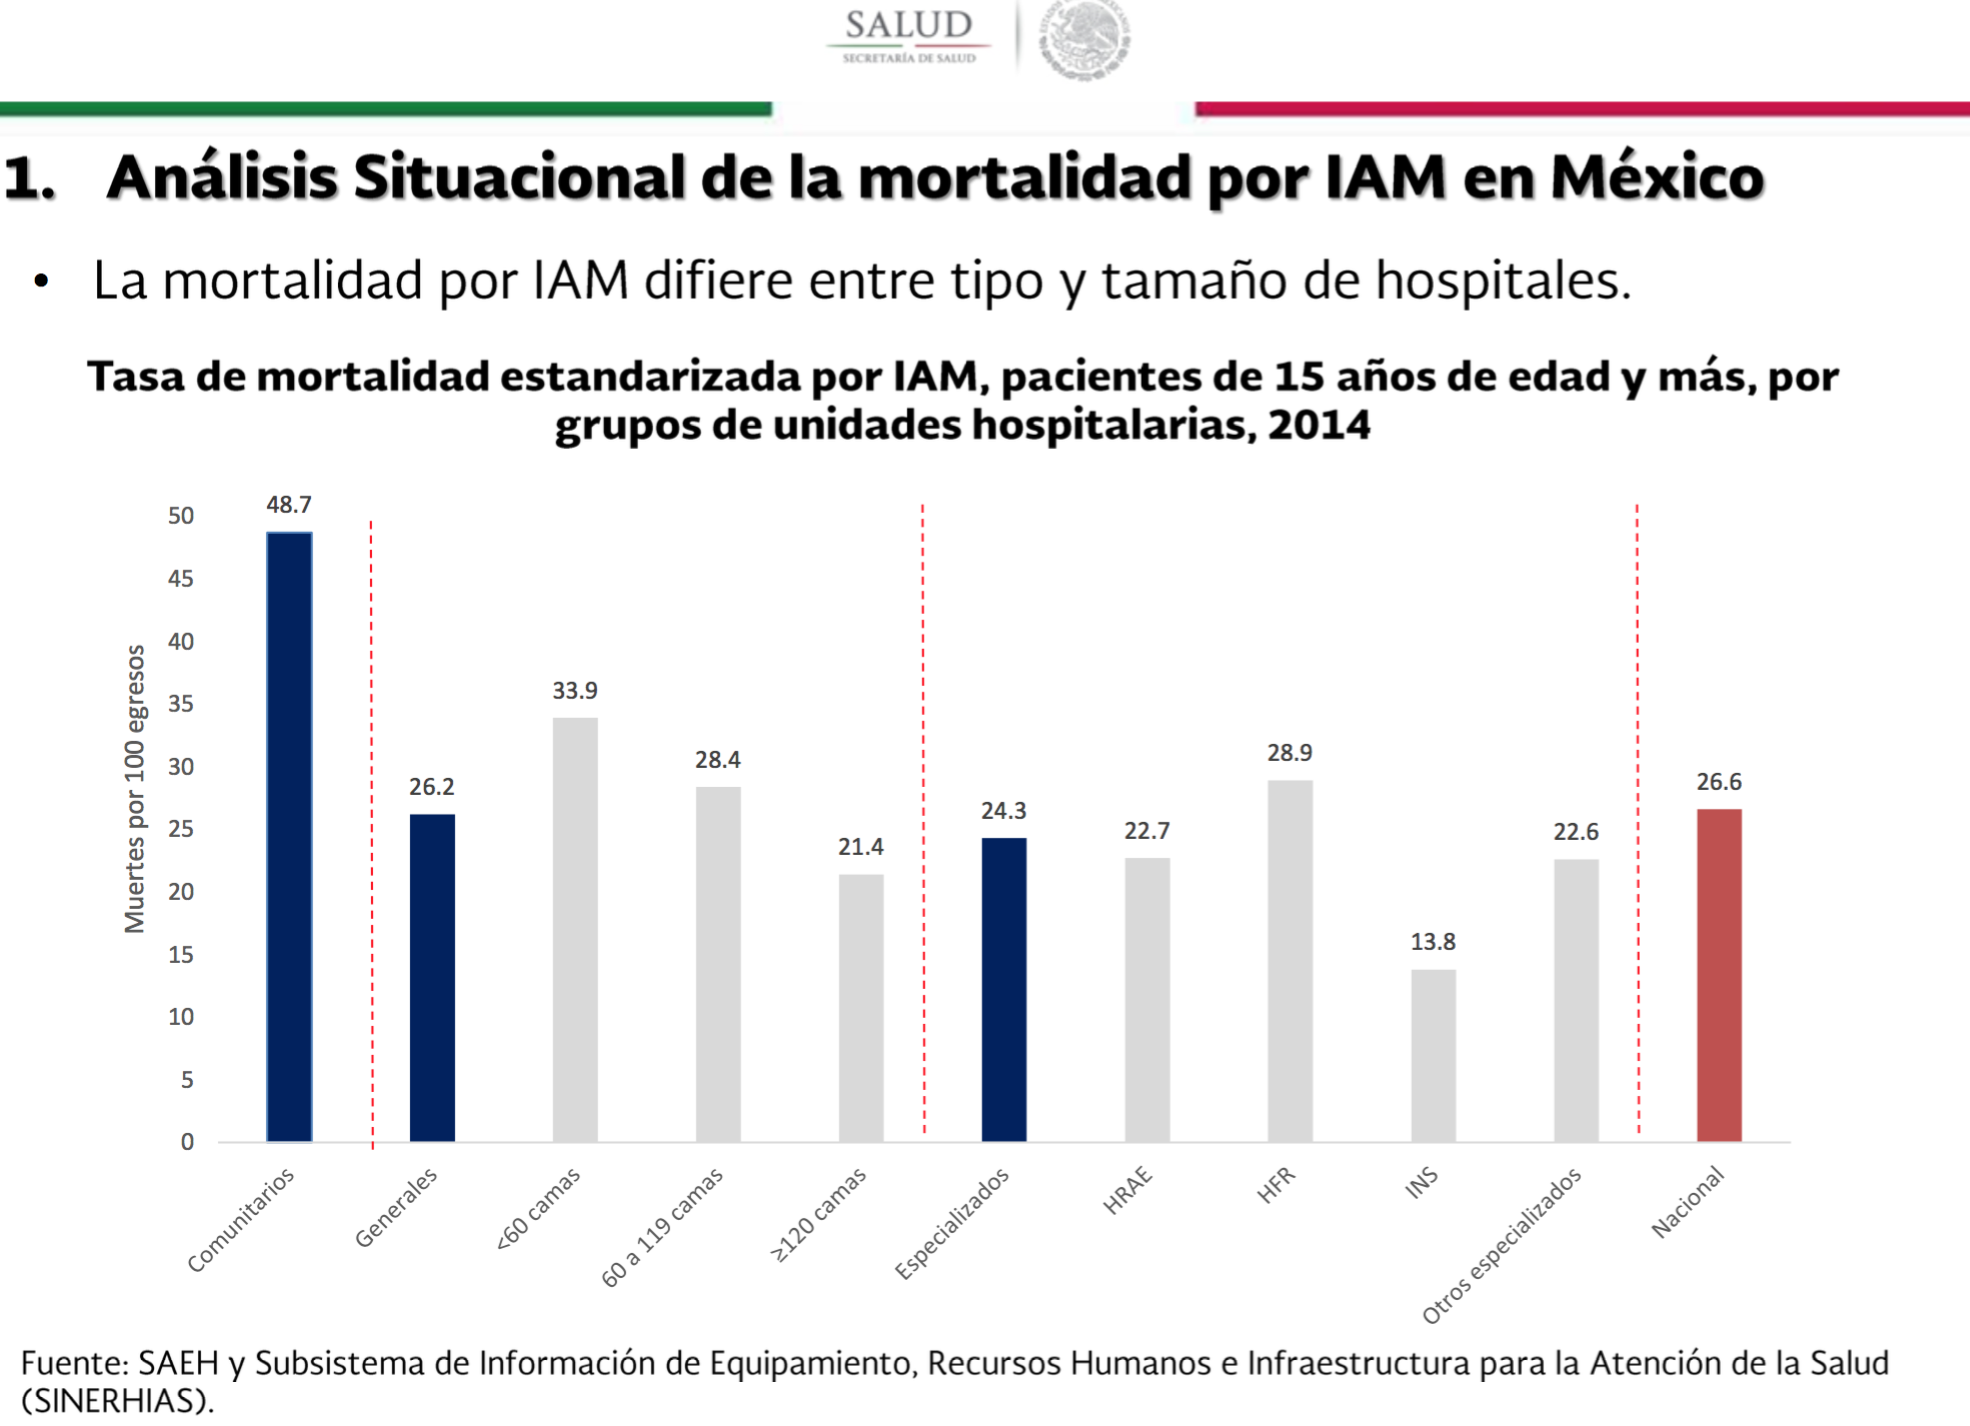 SALUD
SECRETARÍA DE SALUD
1. Análisis Situacional de la mortalidad por IAM en México
• La mortalidad por IAM difiere entre tipo y tamaño de hospitales.
Tasa de mortalidad estandarizada por IAM, pacientes de 15 años de edad y más, por
grupos de unidades hospitalarias, 2014
Muertes por 100 egresos
50
45
40
35
30
25
20
15
10
5
0
48.7
26.2
33.9
28.4
21.4
24.3
22.7
28.9
13.8
22.6
26.6
Comunitarios
Generales
<60 camas
60 a 119 camas
≥120 camas
Especializados
HRAE
HFR
INS
Otros especializados
Nacional
Fuente: SAEH y Subsistema de Información de Equipamiento, Recursos Humanos e Infraestructura para la Atención de la Salud
(SINERHIAS).